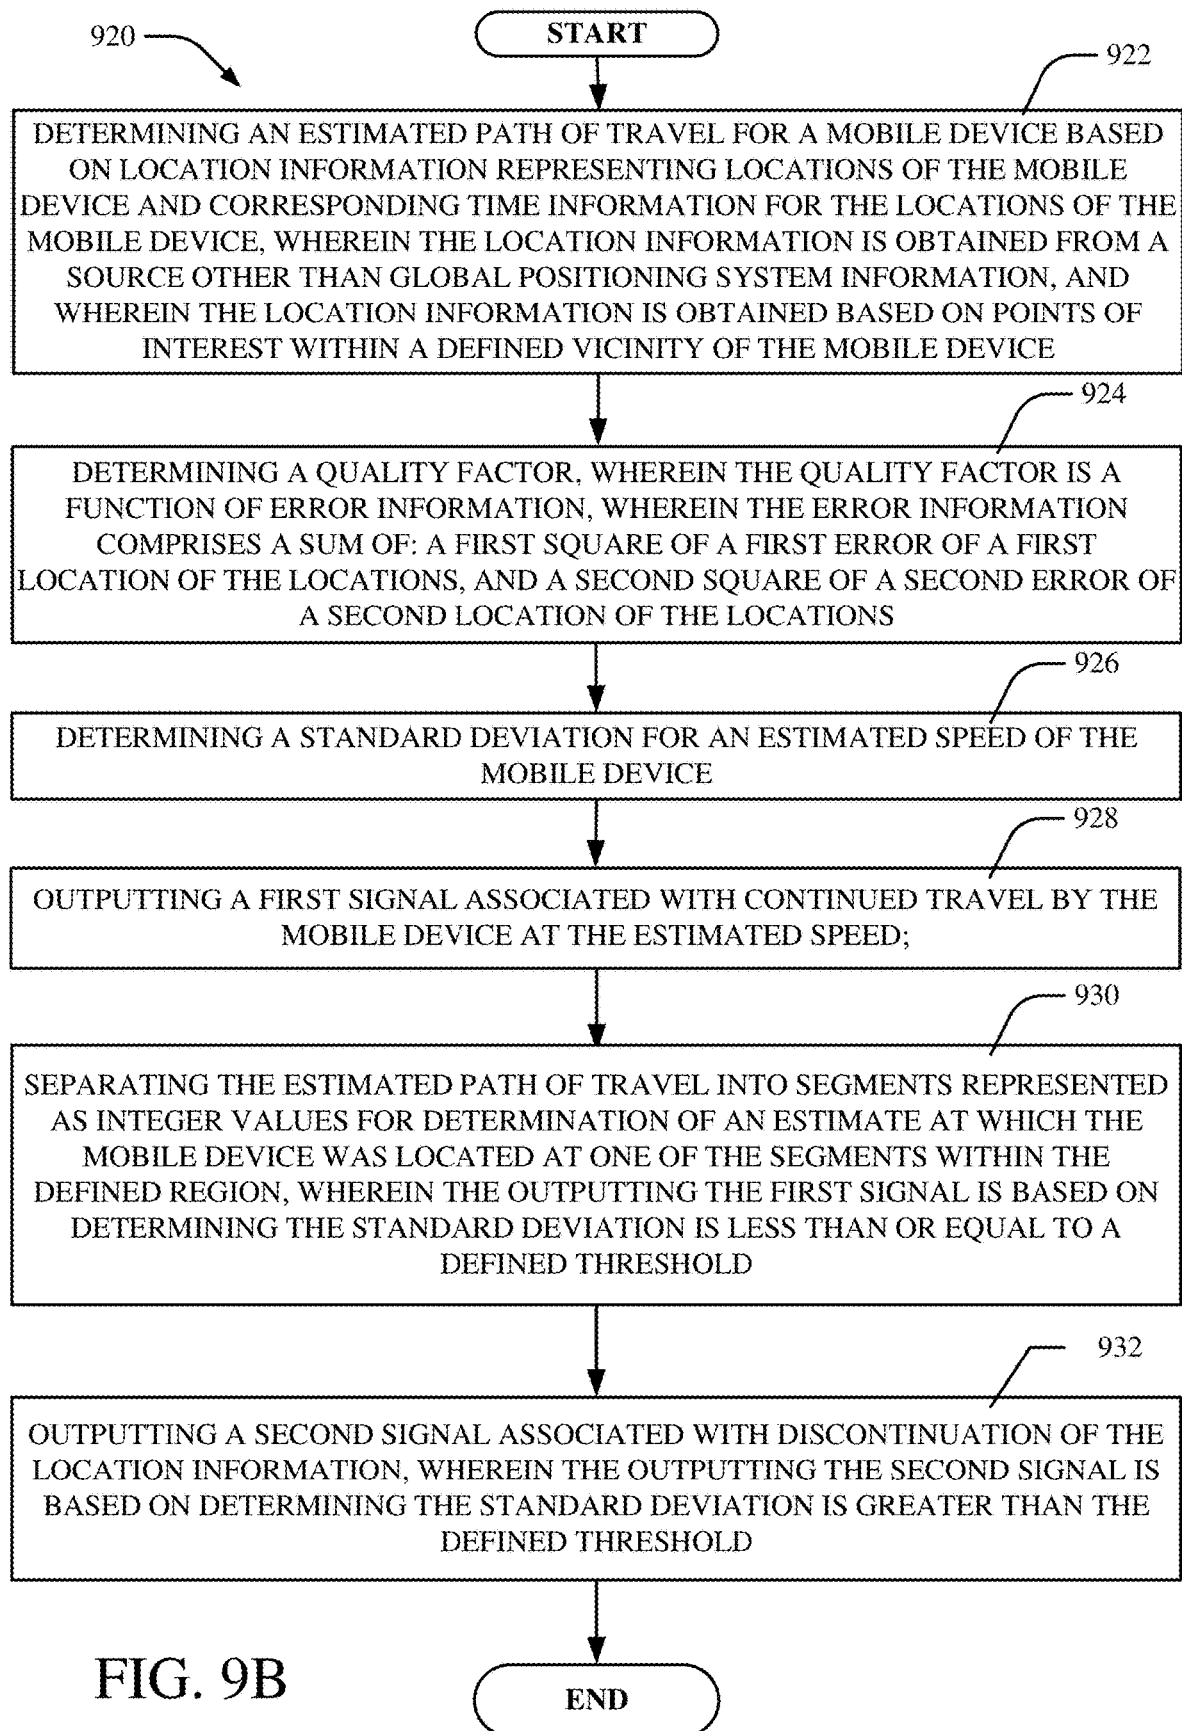 920
START
922
DETERMINING AN ESTIMATED PATH OF TRAVEL FOR A MOBILE DEVICE BASED
ON LOCATION INFORMATION REPRESENTING LOCATIONS OF THE MOBILE
DEVICE AND CORRESPONDING TIME INFORMATION FOR THE LOCATIONS OF THE
MOBILE DEVICE, WHEREIN THE LOCATION INFORMATION IS OBTAINED FROM A
SOURCE OTHER THAN GLOBAL POSITIONING SYSTEM INFORMATION, AND
WHEREIN THE LOCATION INFORMATION IS OBTAINED BASED ON POINTS OF
INTEREST WITHIN A DEFINED VICINITY OF THE MOBILE DEVICE
924
DETERMINING A QUALITY FACTOR, WHEREIN THE QUALITY FACTOR IS A
FUNCTION OF ERROR INFORMATION, WHEREIN THE ERROR INFORMATION
COMPRISES A SUM OF: A FIRST SQUARE OF A FIRST ERROR OF A FIRST
LOCATION OF THE LOCATIONS, AND A SECOND SQUARE OF A SECOND ERROR OF
A SECOND LOCATION OF THE LOCATIONS
926
DETERMINING A STANDARD DEVIATION FOR AN ESTIMATED SPEED OF THE
MOBILE DEVICE
928
OUTPUTTING A FIRST SIGNAL ASSOCIATED WITH CONTINUED TRAVEL BY THE
MOBILE DEVICE AT THE ESTIMATED SPEED;
930
SEPARATING THE ESTIMATED PATH OF TRAVEL INTO SEGMENTS REPRESENTED
AS INTEGER VALUES FOR DETERMINATION OF AN ESTIMATE AT WHICH THE
MOBILE DEVICE WAS LOCATED AT ONE OF THE SEGMENTS WITHIN THE
DEFINED REGION, WHEREIN THE OUTPUTTING THE FIRST SIGNAL IS BASED ON
DETERMINING THE STANDARD DEVIATION IS LESS THAN OR EQUAL TO A
DEFINED THRESHOLD
932
OUTPUTTING A SECOND SIGNAL ASSOCIATED WITH DISCONTINUATION OF THE
LOCATION INFORMATION, WHEREIN THE OUTPUTTING THE SECOND SIGNAL IS
BASED ON DETERMINING THE STANDARD DEVIATION IS GREATER THAN THE
DEFINED THRESHOLD
FIG. 9B
END